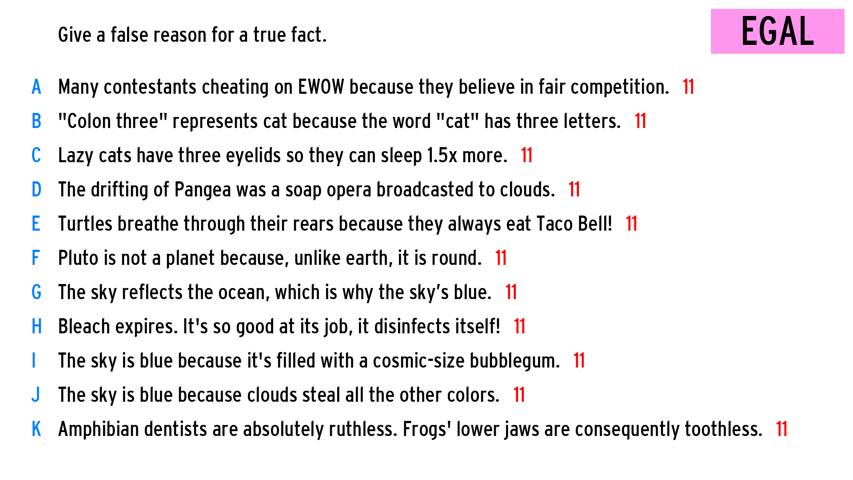 Give a false reason for a true fact.
EGAL
A Many contestants cheating on EWOW because they believe in fair competition. 11
B "Colon three" represents cat because the word "cat" has three letters. 11
C Lazy cats have three eyelids so they can sleep 1.5x more. 11
D The drifting of Pangea was a soap opera broadcasted to clouds. 11
E Turtles breathe through their rears because they always eat Taco Bell! 11
F Pluto is not a planet because, unlike earth, it is round. 11
G The sky reflects the ocean, which is why the sky’s blue. 11
H Bleach expires. It's so good at its job, it disinfects itself! 11
I The sky is blue because it's filled with a cosmic-size bubblegum. 11
J The sky is blue because clouds steal all the other colors. 11
K Amphibian dentists are absolutely ruthless. Frogs' lower jaws are consequently toothless. 11